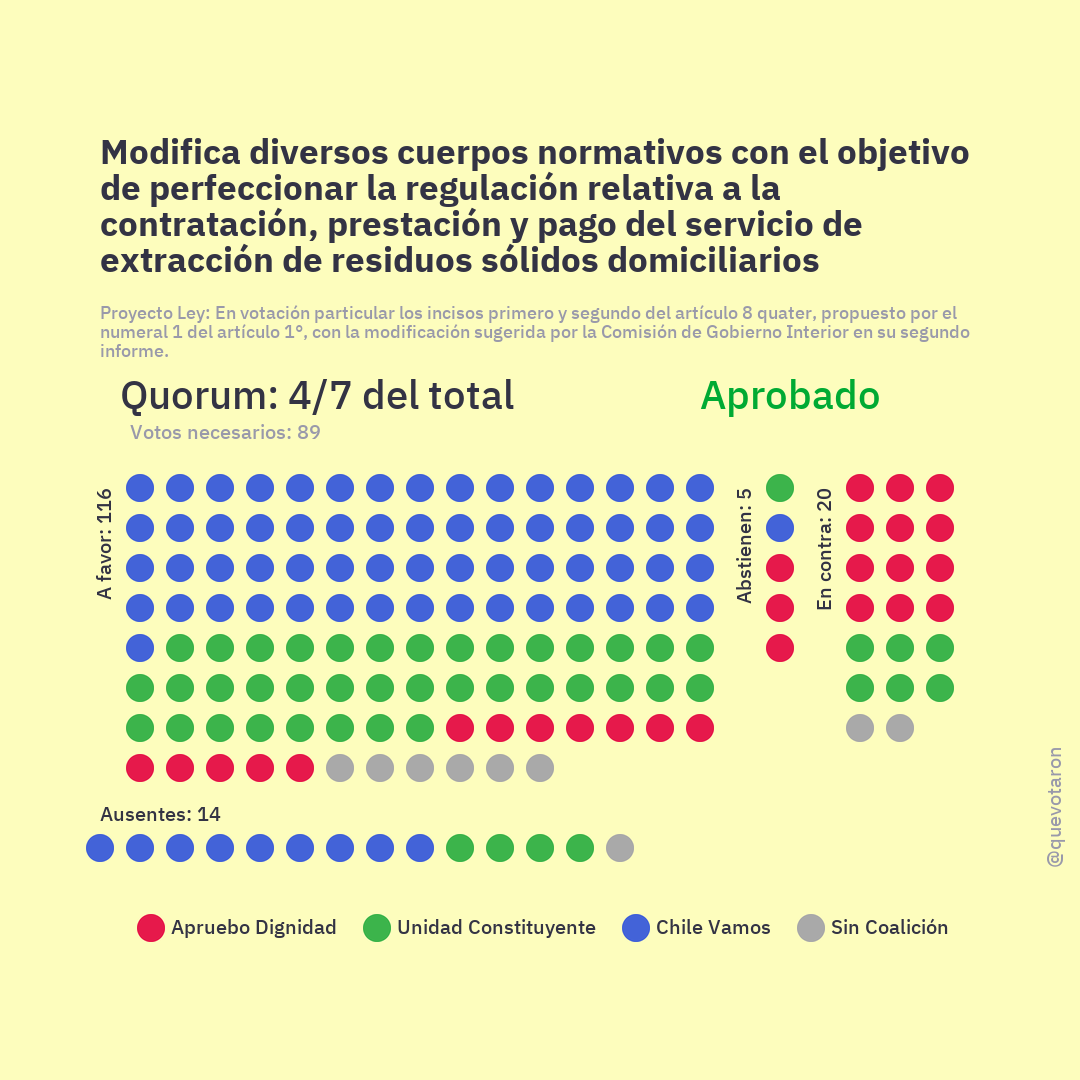 Modifica diversos cuerpos normativos con el objetivo
de perfeccionar la regulación relativa a la
contratación, prestación y pago del servicio de
extracción de residuos sólidos domiciliarios
Proyecto Ley: En votación particular los incisos primero y segundo del artículo 8 quater, propuesto por el
numeral 1 del artículo 1°, con la modificación sugerida por la Comisión de Gobierno Interior en su segundo
informe.
Quorum: 4/7 del total
Aprobado
Votos necesarios: 89
A favor: 116
Abstienen: 5
En contra: 20
Ausentes: 14
@quevotaron
Apruebo Dignidad
Unidad Constituyente
Chile Vamos
Sin Coalición